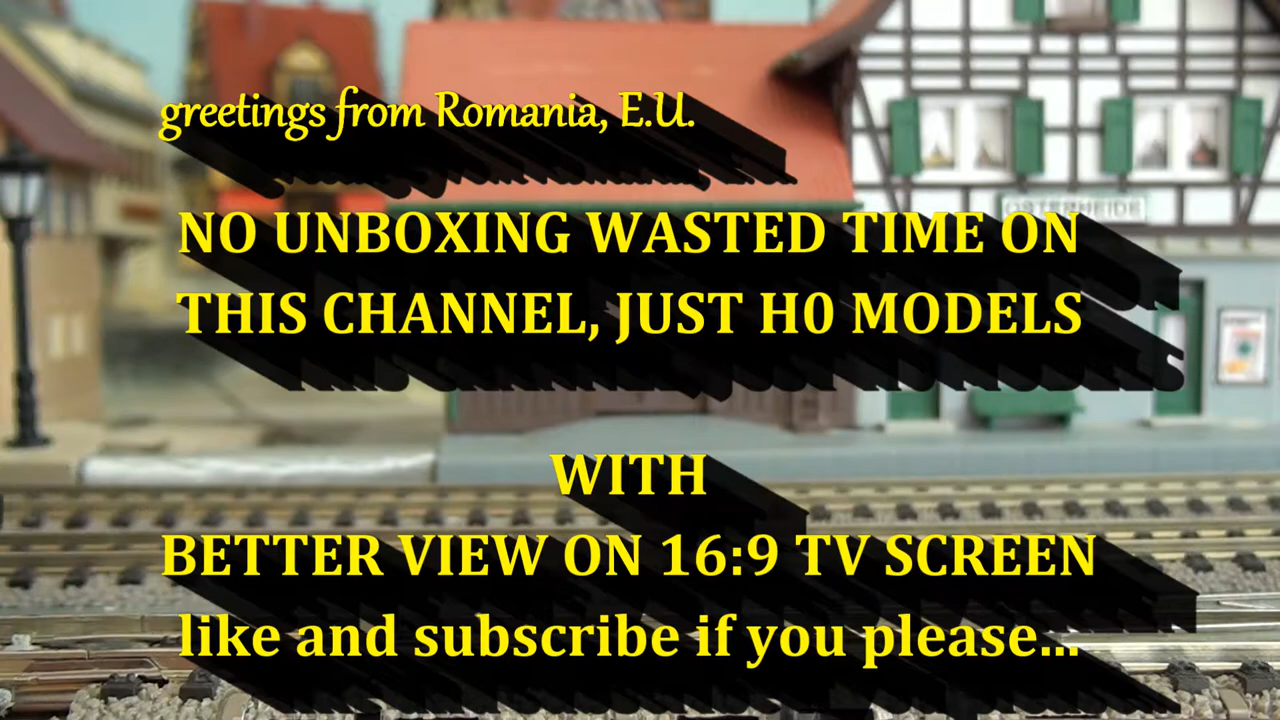 greetings from Romania, E.U.
NO UNBOXING WASTED TIME ON
OSTERHEIDE
THIS CHANNEL, JUST H0 MODELS
WITH
BETTER VIEW ON 16:9 TV SCREEN
like and subscribe if you please...